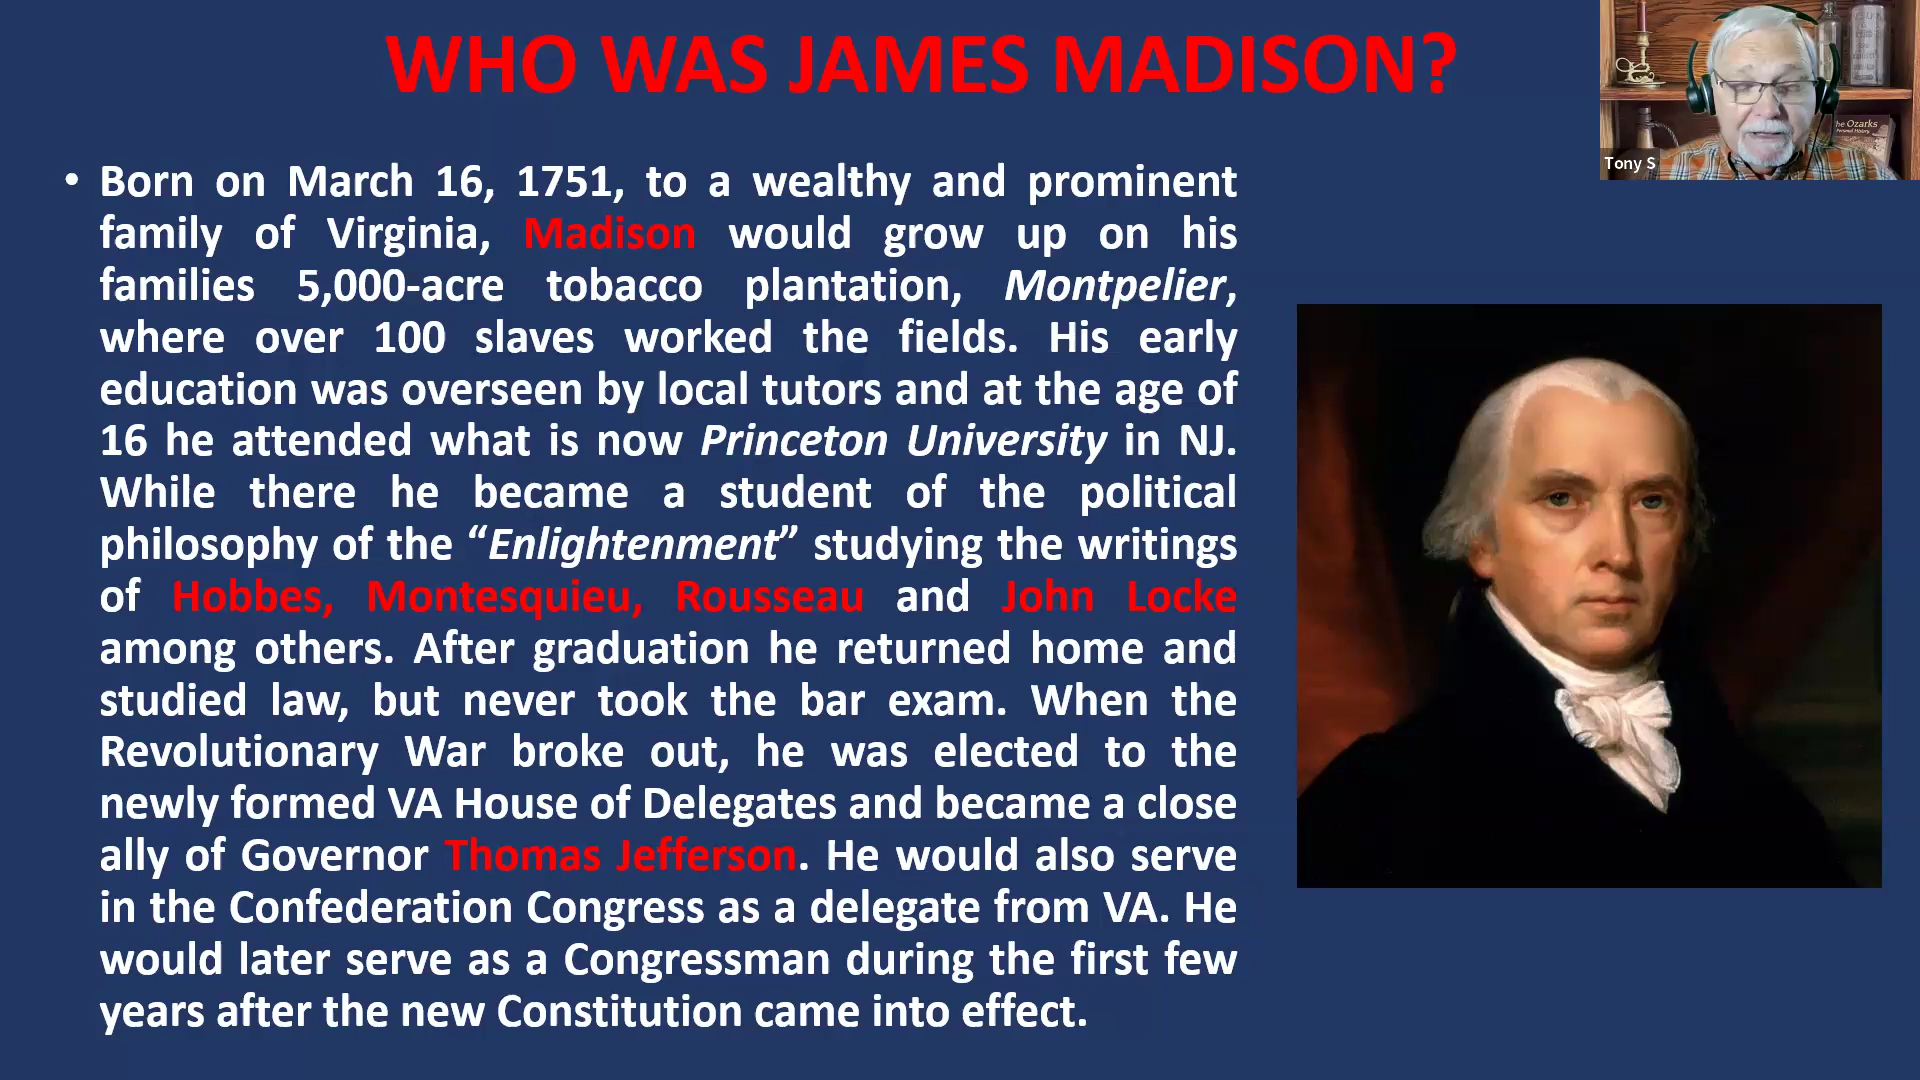 WHO WAS JAMES MADISON?
• Born on March 16, 1751, to a wealthy and prominent
family of Virginia, Madison would grow up on his
families 5,000-acre tobacco plantation, Montpelier,
where over 100 slaves worked the fields. His early
education was overseen by local tutors and at the age of
16 he attended what is now Princeton University in NJ.
While there he became a student of the political
philosophy of the “Enlightenment” studying the writings
of Hobbes, Montesquieu, Rousseau and John Locke
among others. After graduation he returned home and
studied law, but never took the bar exam. When the
Revolutionary War broke out, he was elected to the
newly formed VA House of Delegates and became a close
ally of Governor Thomas Jefferson. He would also serve
in the Confederation Congress as a delegate from VA. He
would later serve as a Congressman during the first few
years after the new Constitution came into effect.
Ozarks
Tony S